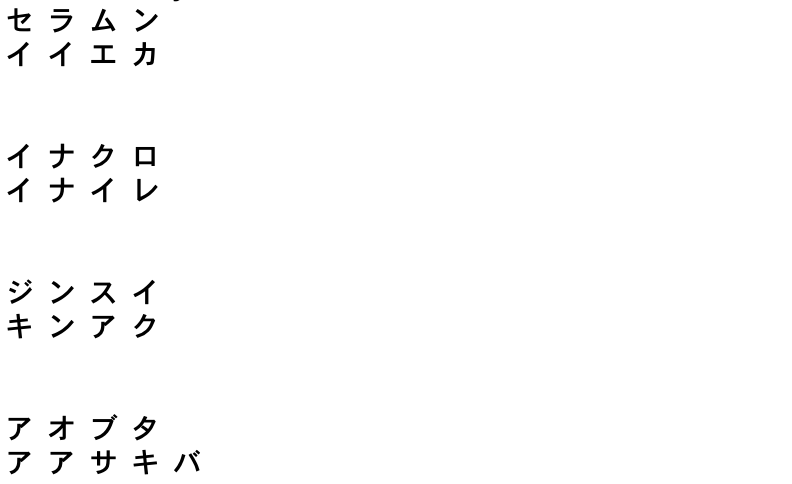 セ ラ ム ン
イ イ エ カ
イ ナ ク ロ
イ ナ イ レ
ジ ン ス イ
キ ン ア ク
ア オ ブ タ
ア ア サ キ バ